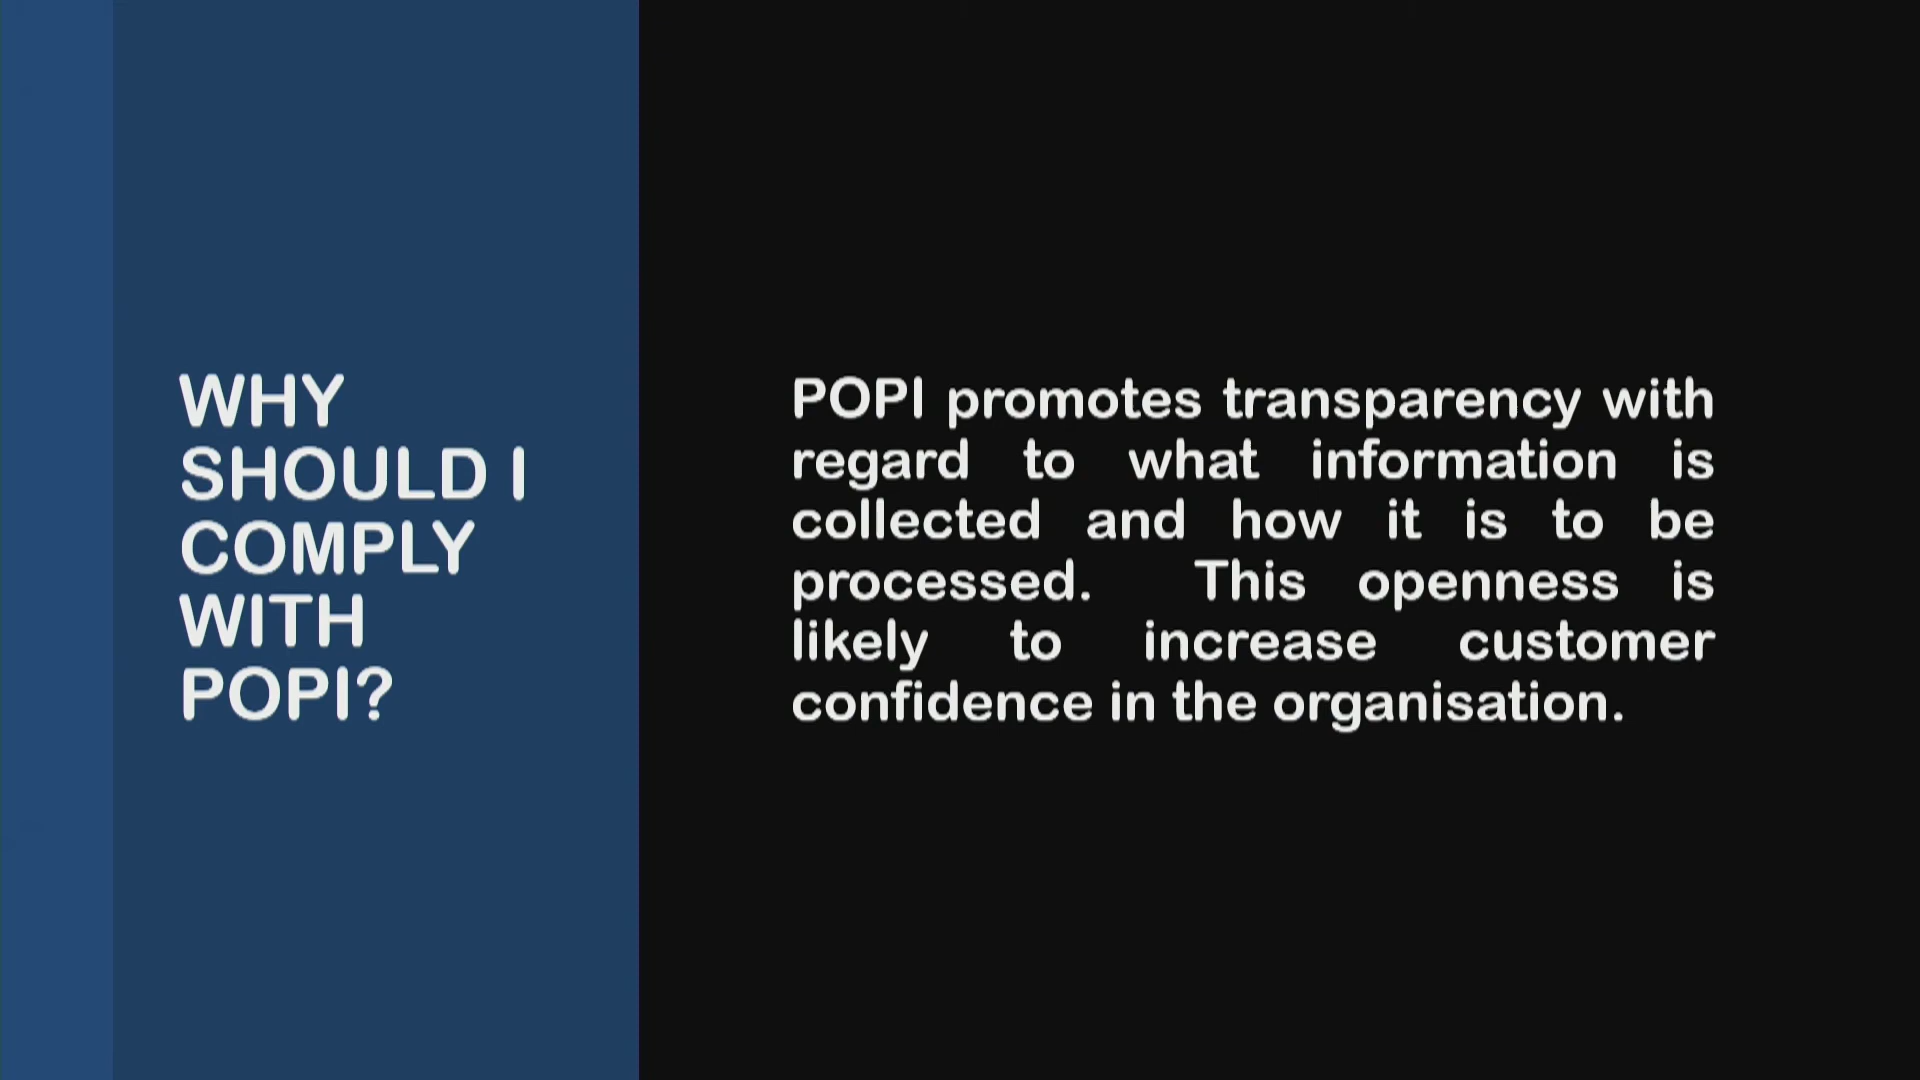 WHY
SHOULD I
COMPLY
WITH
POPI?
POPI promotes transparency with
regard to what information is
collected and how it is to be
processed. This openness is
likely to increase customer
confidence in the organisation.